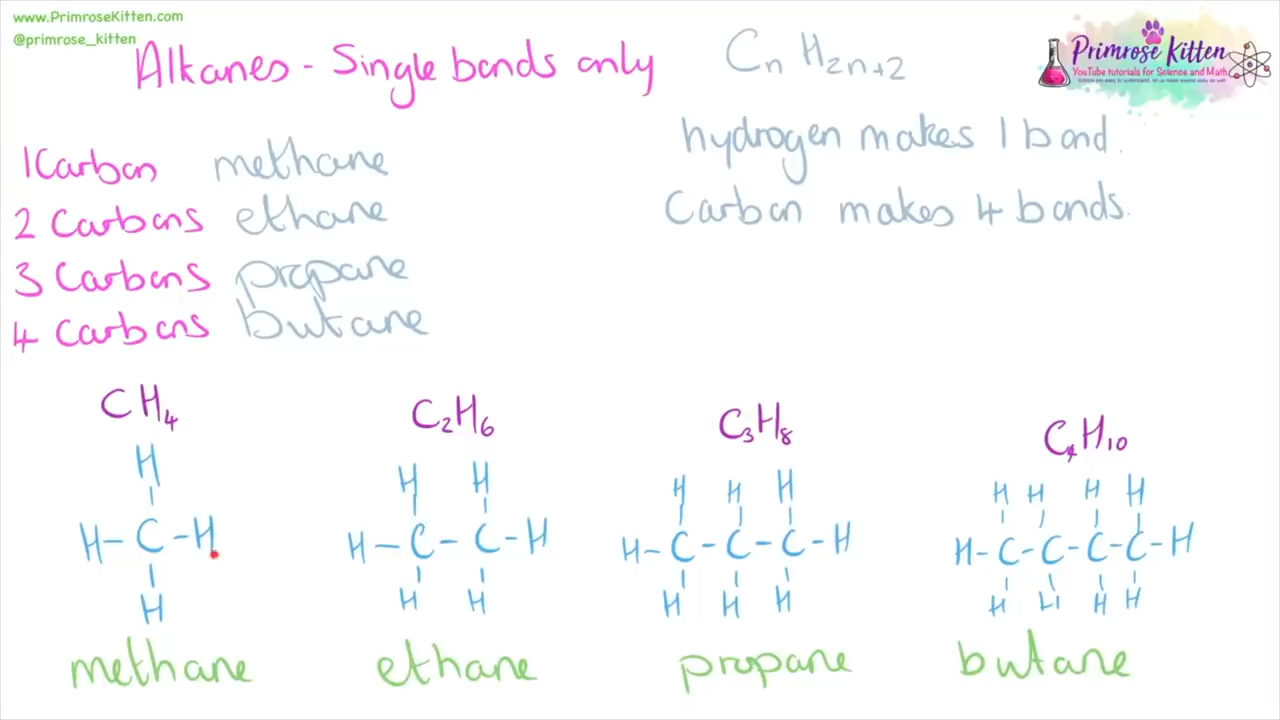 www.PrimroseKitten.com
@primrose_kitten
Alkanes - Single bonds only
CnH2n+2
Primrose Kitten
YouTube tutorials for Science and Math
hydrogen makes 1 bond.
Carbon makes 4 bonds.
1 Carbon methane
2 Carbons ethane
3 Carbons propane
4 Carbons butane
CH4
C2H6
C3H8
C4H10
H
H H
H H H
H H H H
H-C-H
H-C-C-H
H-C-C-C-H
H-C-C-C-C-H
H
H H
H H H
H H H H
methane
ethane
propane
butane